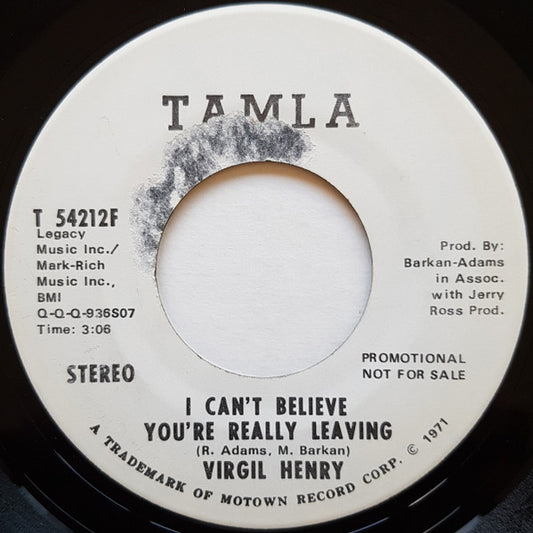 TAMLA
T 54212F
Legacy
Music Inc./
Mark-Rich
Music Inc.,
BMI
Q-Q-Q-936S07
Time: 3:06
STEREO
Prod. By:
Barkan-Adams
in Assoc.
with Jerry
Ross Prod.
PROMOTIONAL
NOT FOR SALE
I CAN'T BELIEVE
YOU'RE REALLY LEAVING
(R. Adams, M. Barkan)
VIRGIL HENRY
A TRADEMARK OF MOTOWN RECORD CORP. © 1971